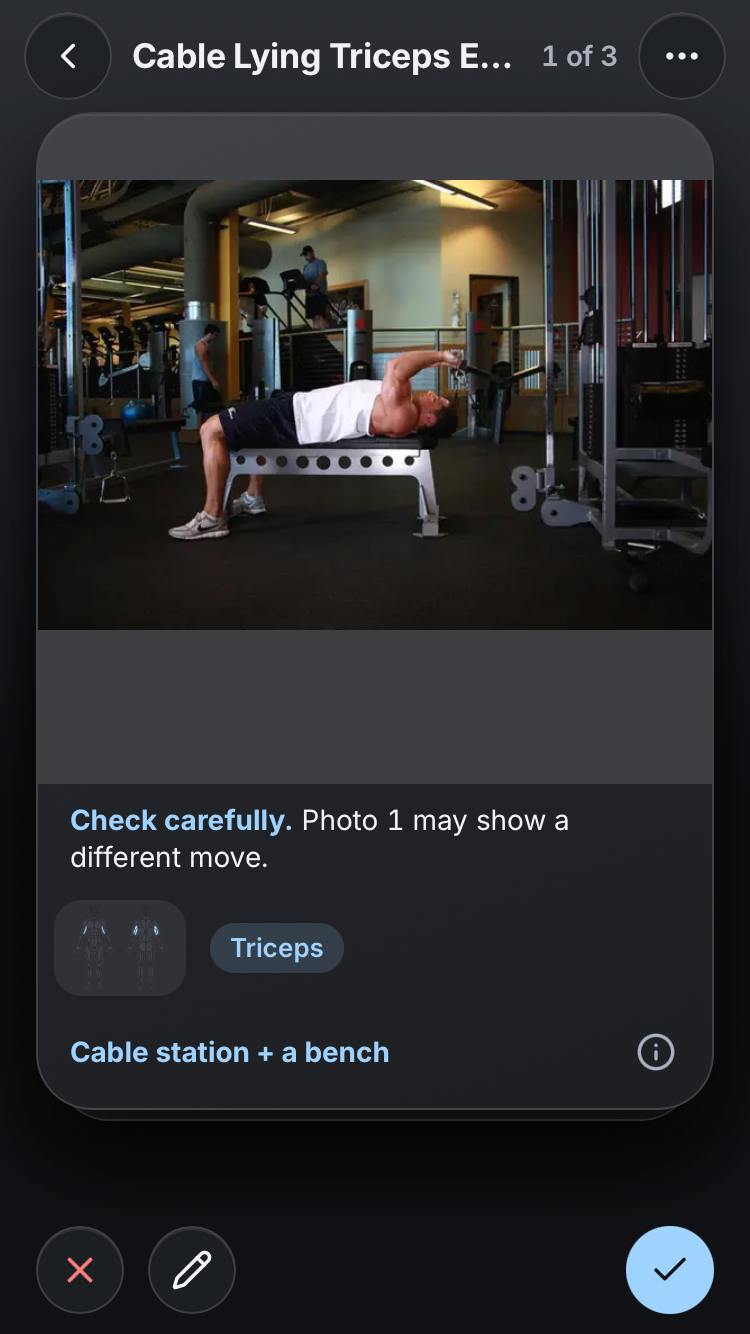 Cable Lying Triceps E...
1 of 3
Check carefully. Photo 1 may show a
different move.
Triceps
Cable station + a bench